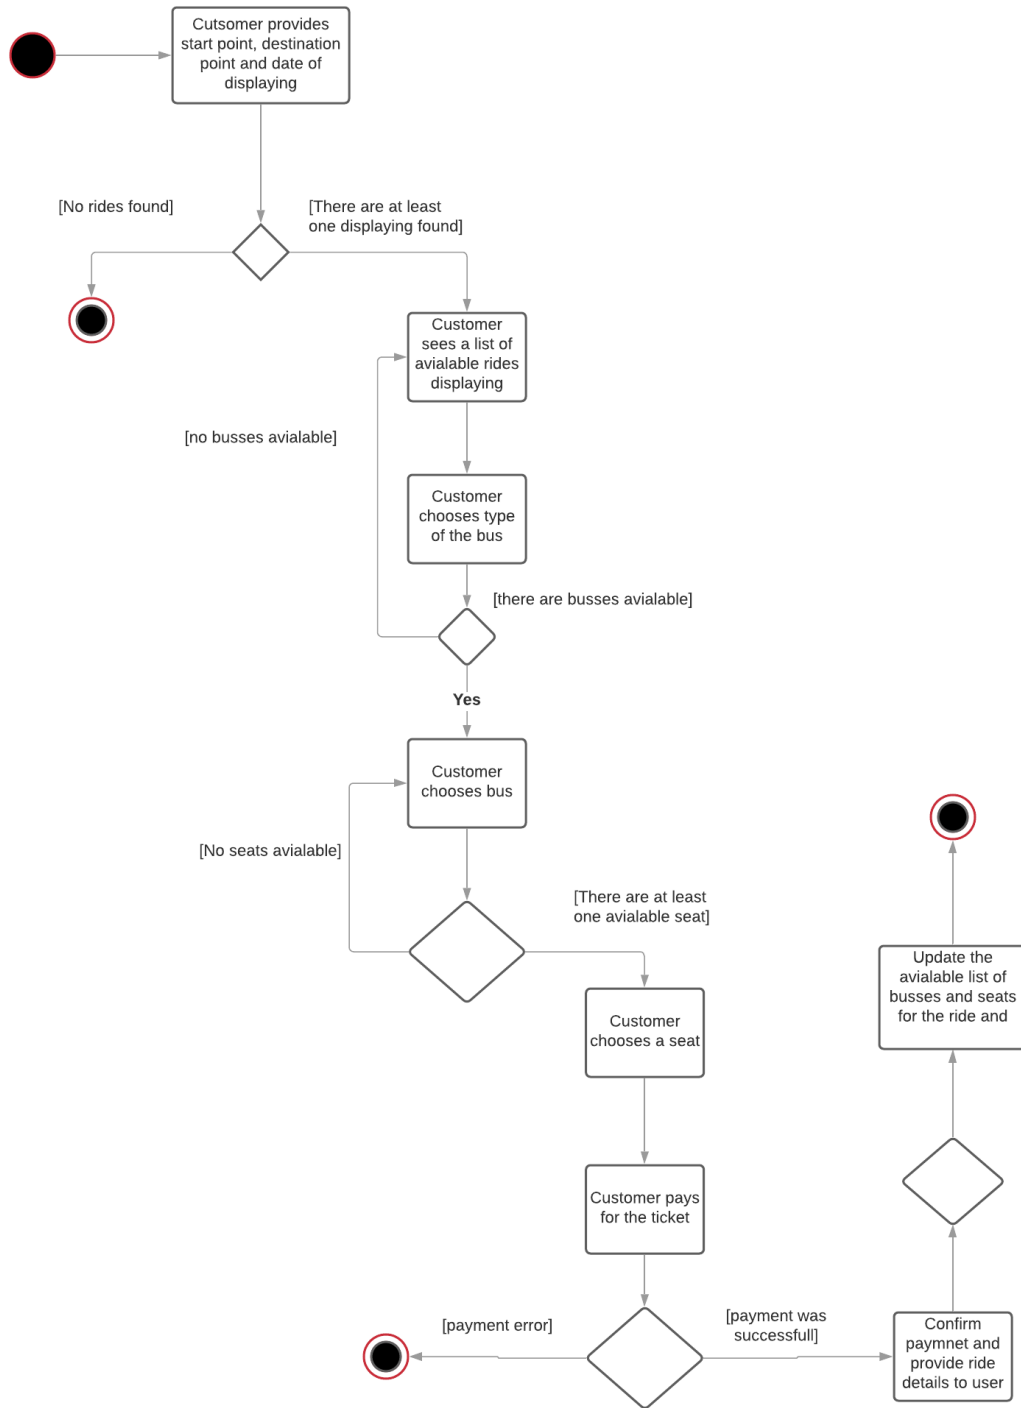 Cutsomer provides
start point, destination
point and date of
displaying
[No rides found]
[There are at least
one displaying found]
Customer
sees a list of
avialable rides
displaying
[no busses avialable]
Customer
chooses type
of the bus
[there are busses avialable]
Yes
Customer
chooses bus
[No seats avialable]
[There are at least
one avialable seat]
Customer
chooses a seat
Update the
avialable list of
busses and seats
for the ride and
Customer pays
for the ticket
[payment error]
[payment was
successfull]
Confirm
paymnet and
provide ride
details to user